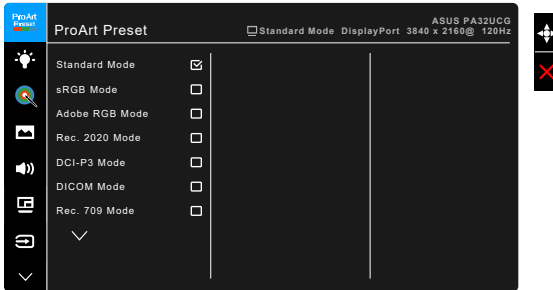 ProArt
Preset
ProArt Preset
ASUS PA32UCG
Standard Mode DisplayPort 3840 x 2160@ 120Hz
Standard Mode
sRGB Mode
Adobe RGB Mode
Rec. 2020 Mode
DCI-P3 Mode
DICOM Mode
Rec. 709 Mode